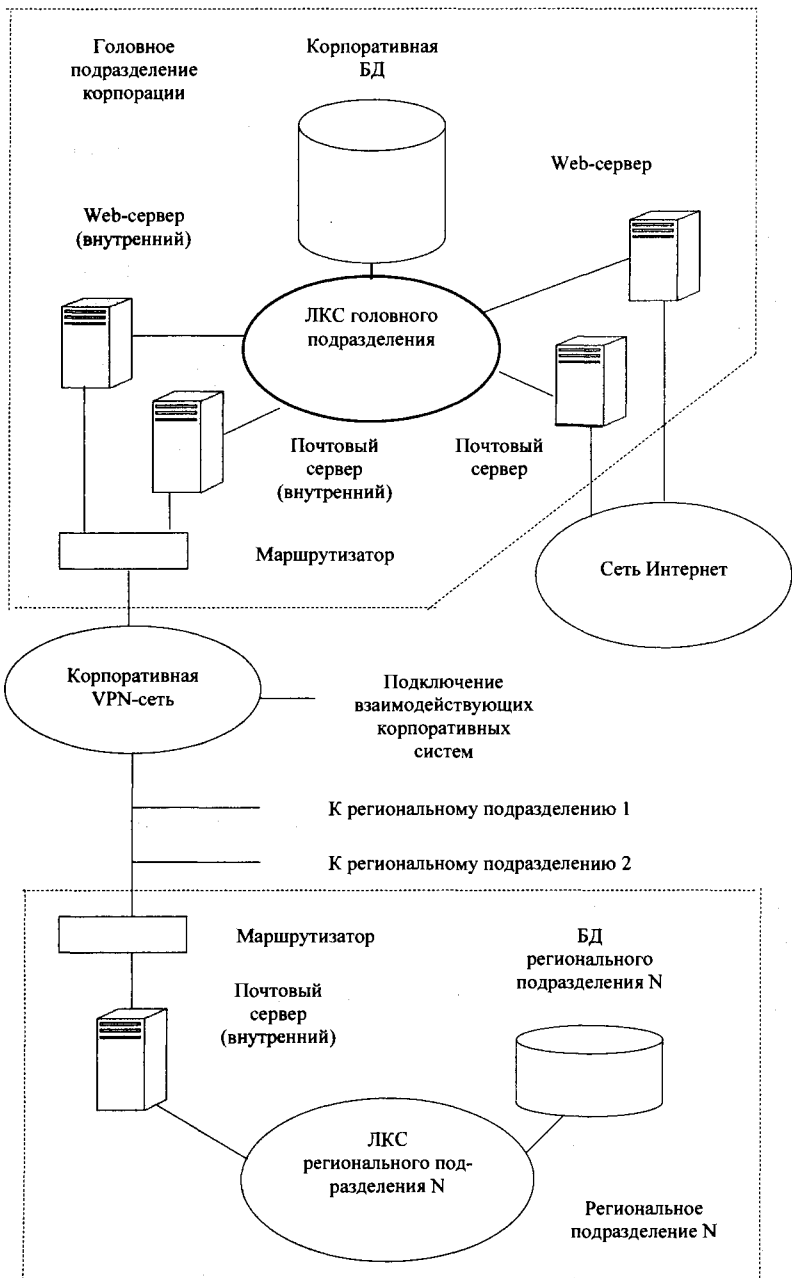 Головное
подразделение
корпорации
Корпоративная
БД
Web-сервер
Web-сервер
(внутренний)
ЛКС головного
подразделения
Почтовый
сервер
(внутренний)
Почтовый
сервер
Маршрутизатор
Сеть Интернет
Корпоративная
VPN-сеть
Подключение
взаимодействующих
корпоративных
систем
К региональному подразделению 1
К региональному подразделению 2
Маршрутизатор
БД
регионального
подразделения N
Почтовый
сервер
(внутренний)
ЛКС
регионального под-
разделения N
Региональное
подразделение N